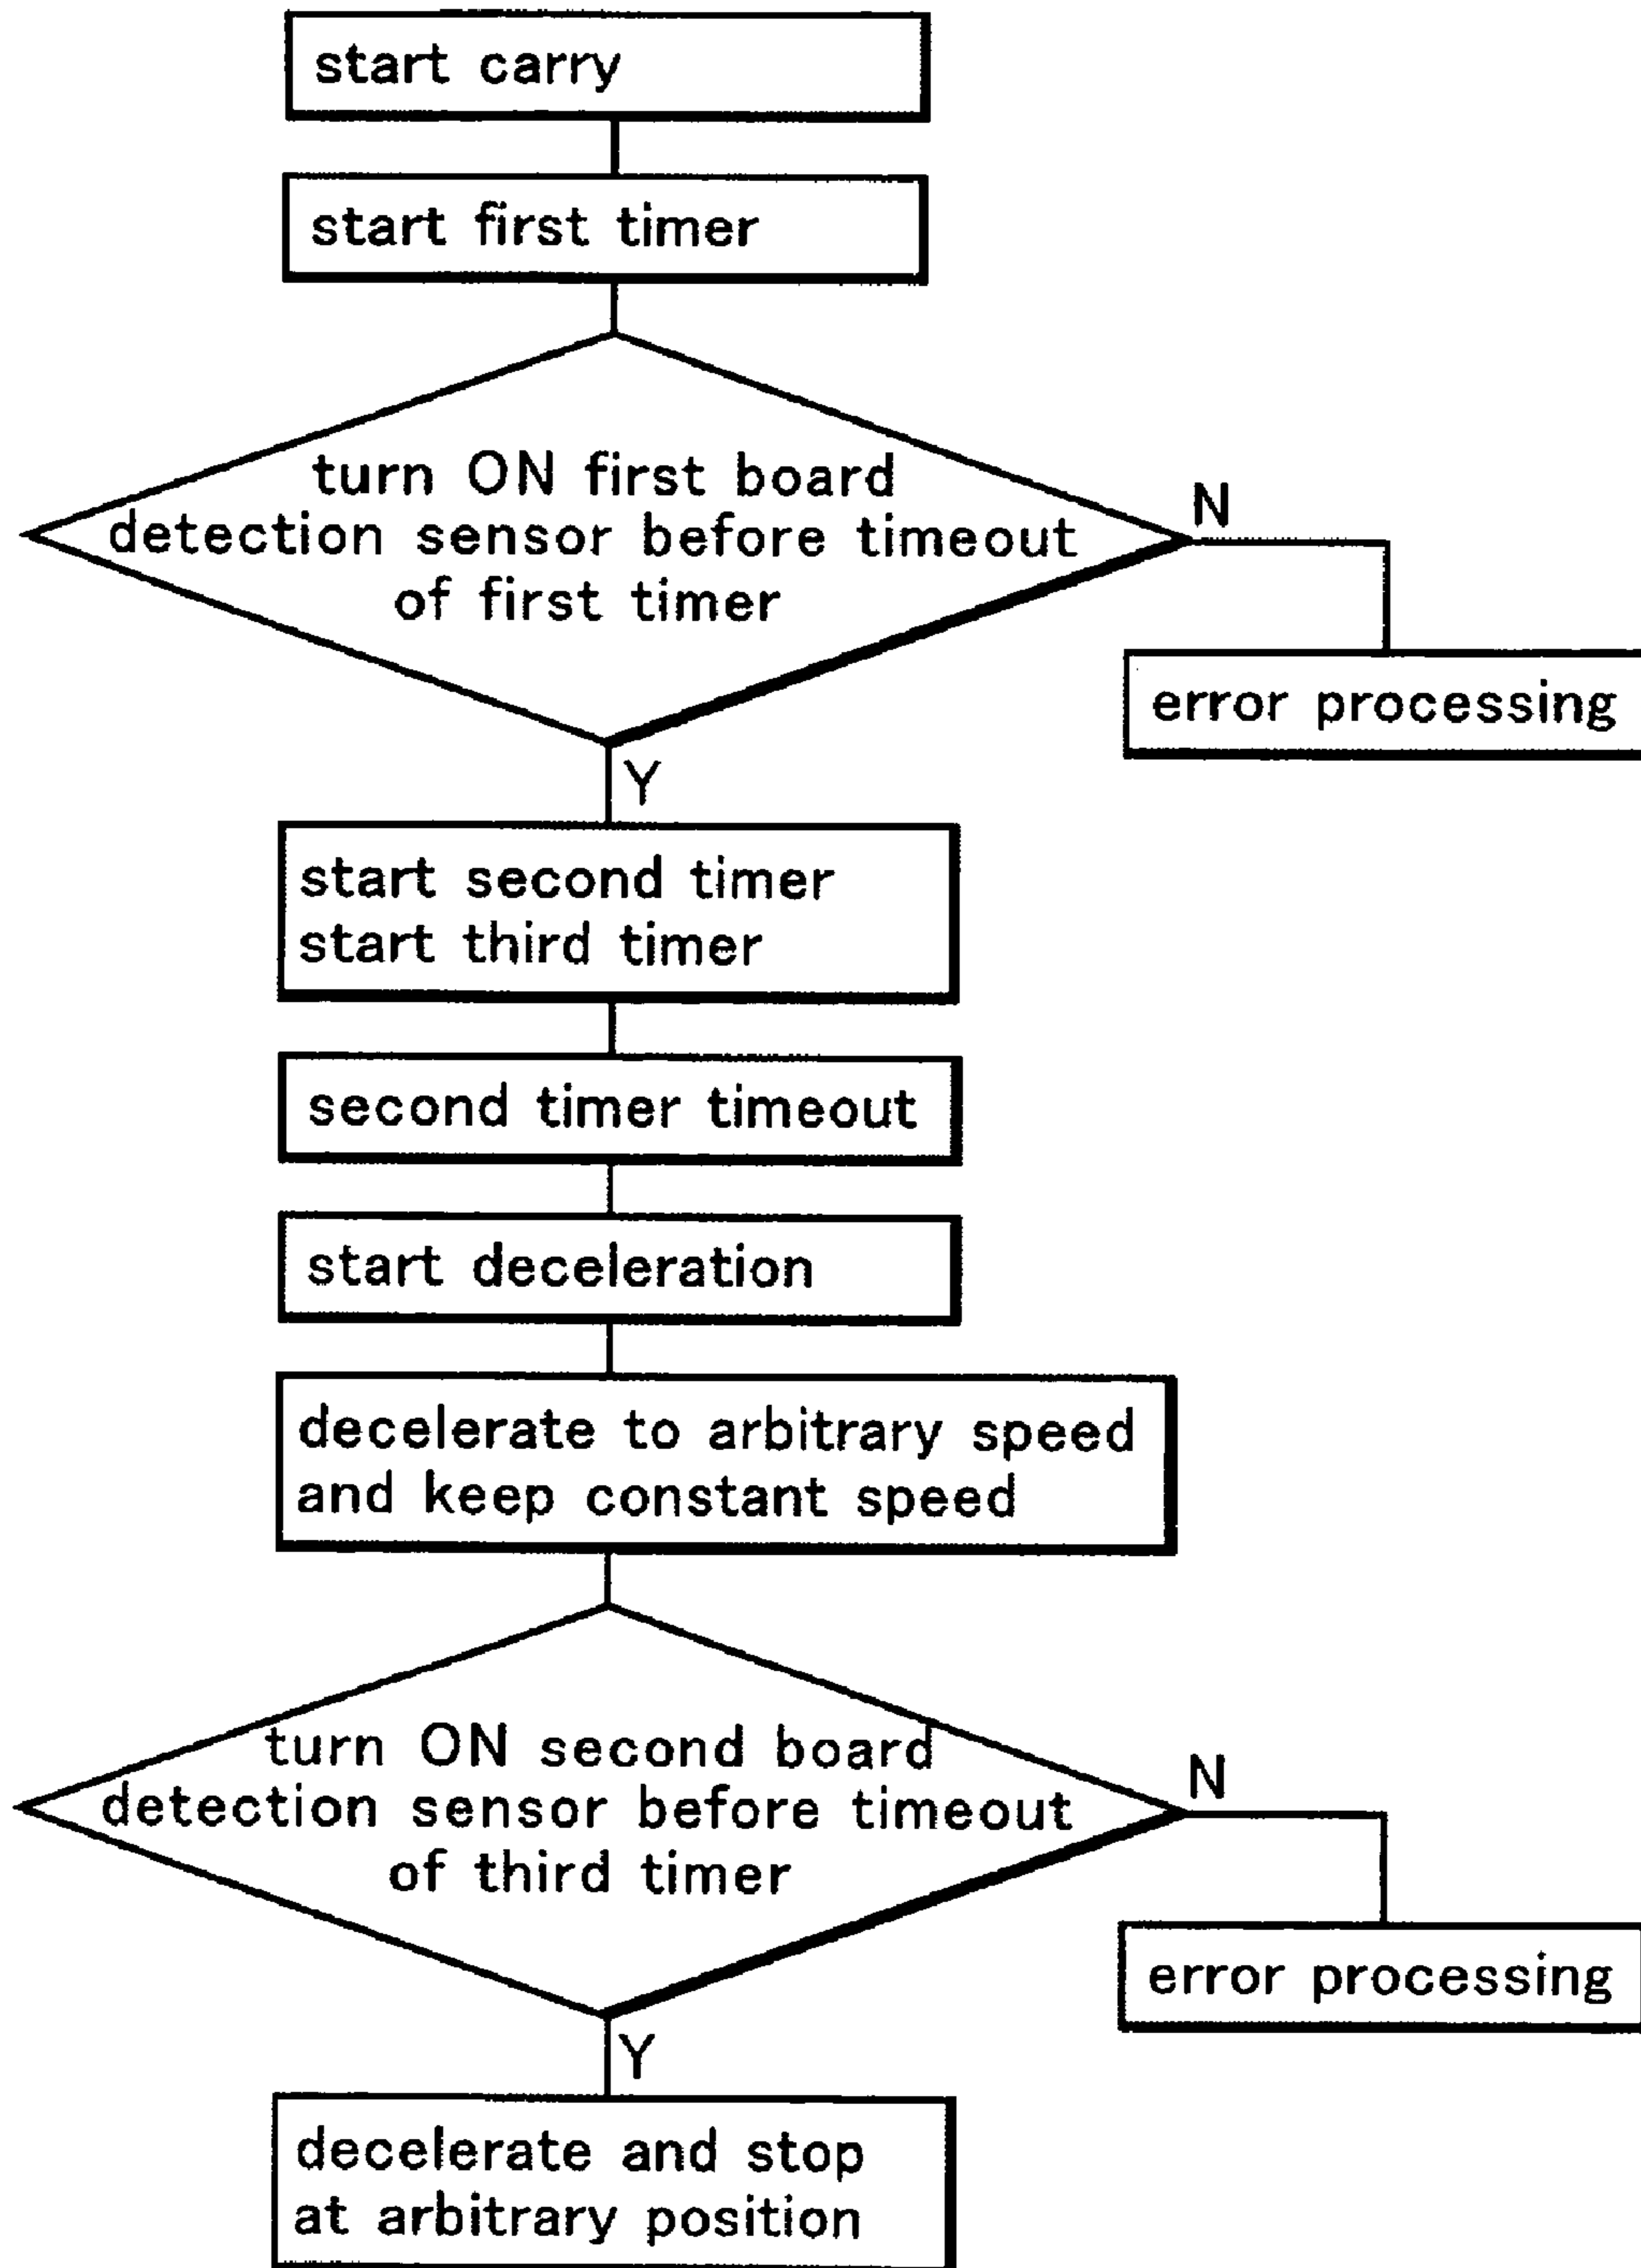 start carry
start first timer
turn ON first board
detection sensor before timeout
of first timer
N
error processing
Y
start second timer
start third timer
second timer timeout
start deceleration
decelerate to arbitrary speed
and keep constant speed
turn ON second board
detection sensor before timeout
of third timer
N
error processing
Y
decelerate and stop
at arbitrary position